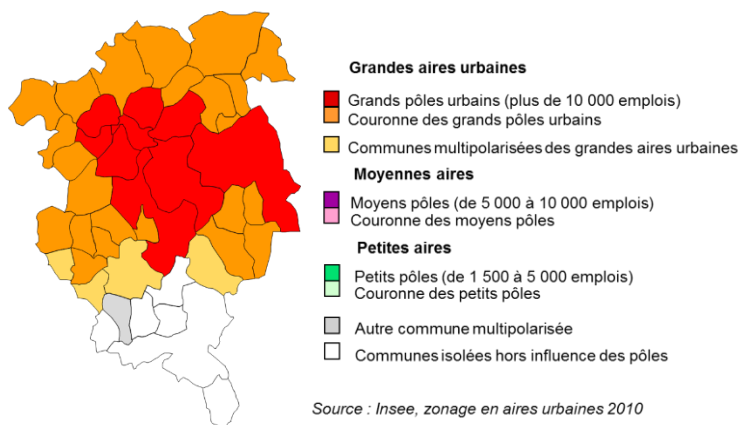 Grandes aires urbaines
Grands pôles urbains (plus de 10 000 emplois)
Couronne des grands pôles urbains
Communes multipolarisées des grandes aires urbaines
Moyennes aires
Moyens pôles (de 5 000 à 10 000 emplois)
Couronne des moyens pôles
Petites aires
Petits pôles (de 1 500 à 5 000 emplois)
Couronne des petits pôles
Autre commune multipolarisée
Communes isolées hors influence des pôles
Source : Insee, zonage en aires urbaines 2010